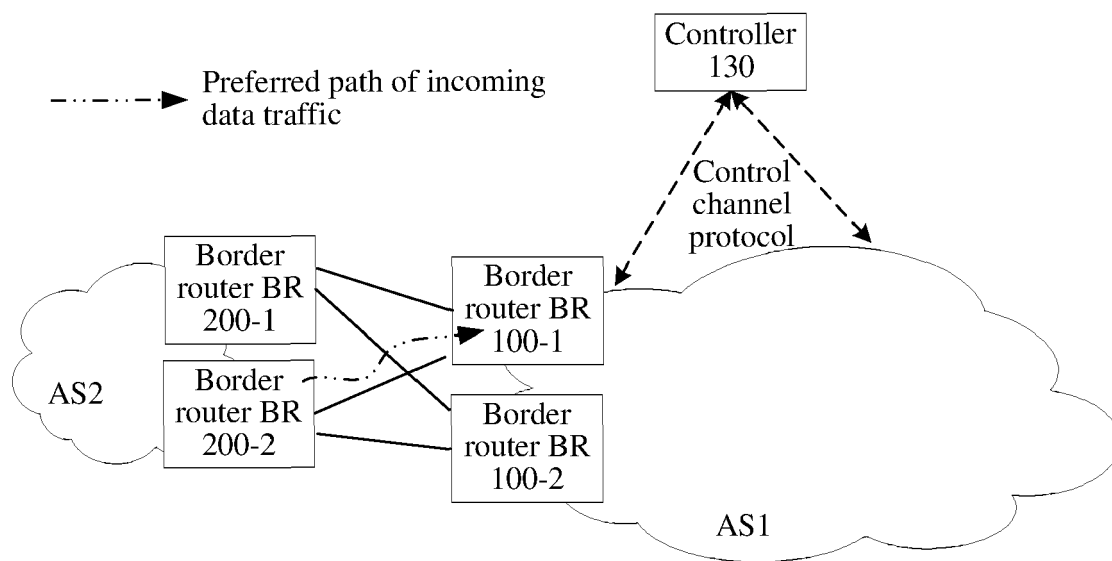 Controller
130
Preferred path of incoming
data traffic
Control
channel
protocol
Border
router BR
200-1
Border
router BR
100-1
AS2
Border
router BR
200-2
Border
router BR
100-2
AS1